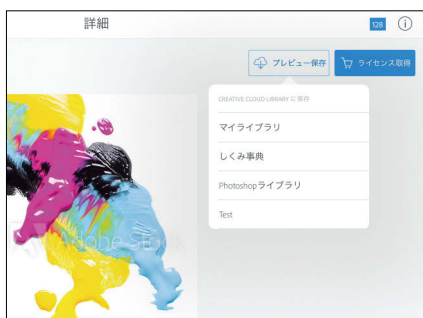 詳細
128
i
プレビュー保存
ライセンス取得
CREATIVE CLOUD LIBRARY に保存
マイライブラリ
しくみ事典
Photoshopライブラリ
Test
Adobe Stock